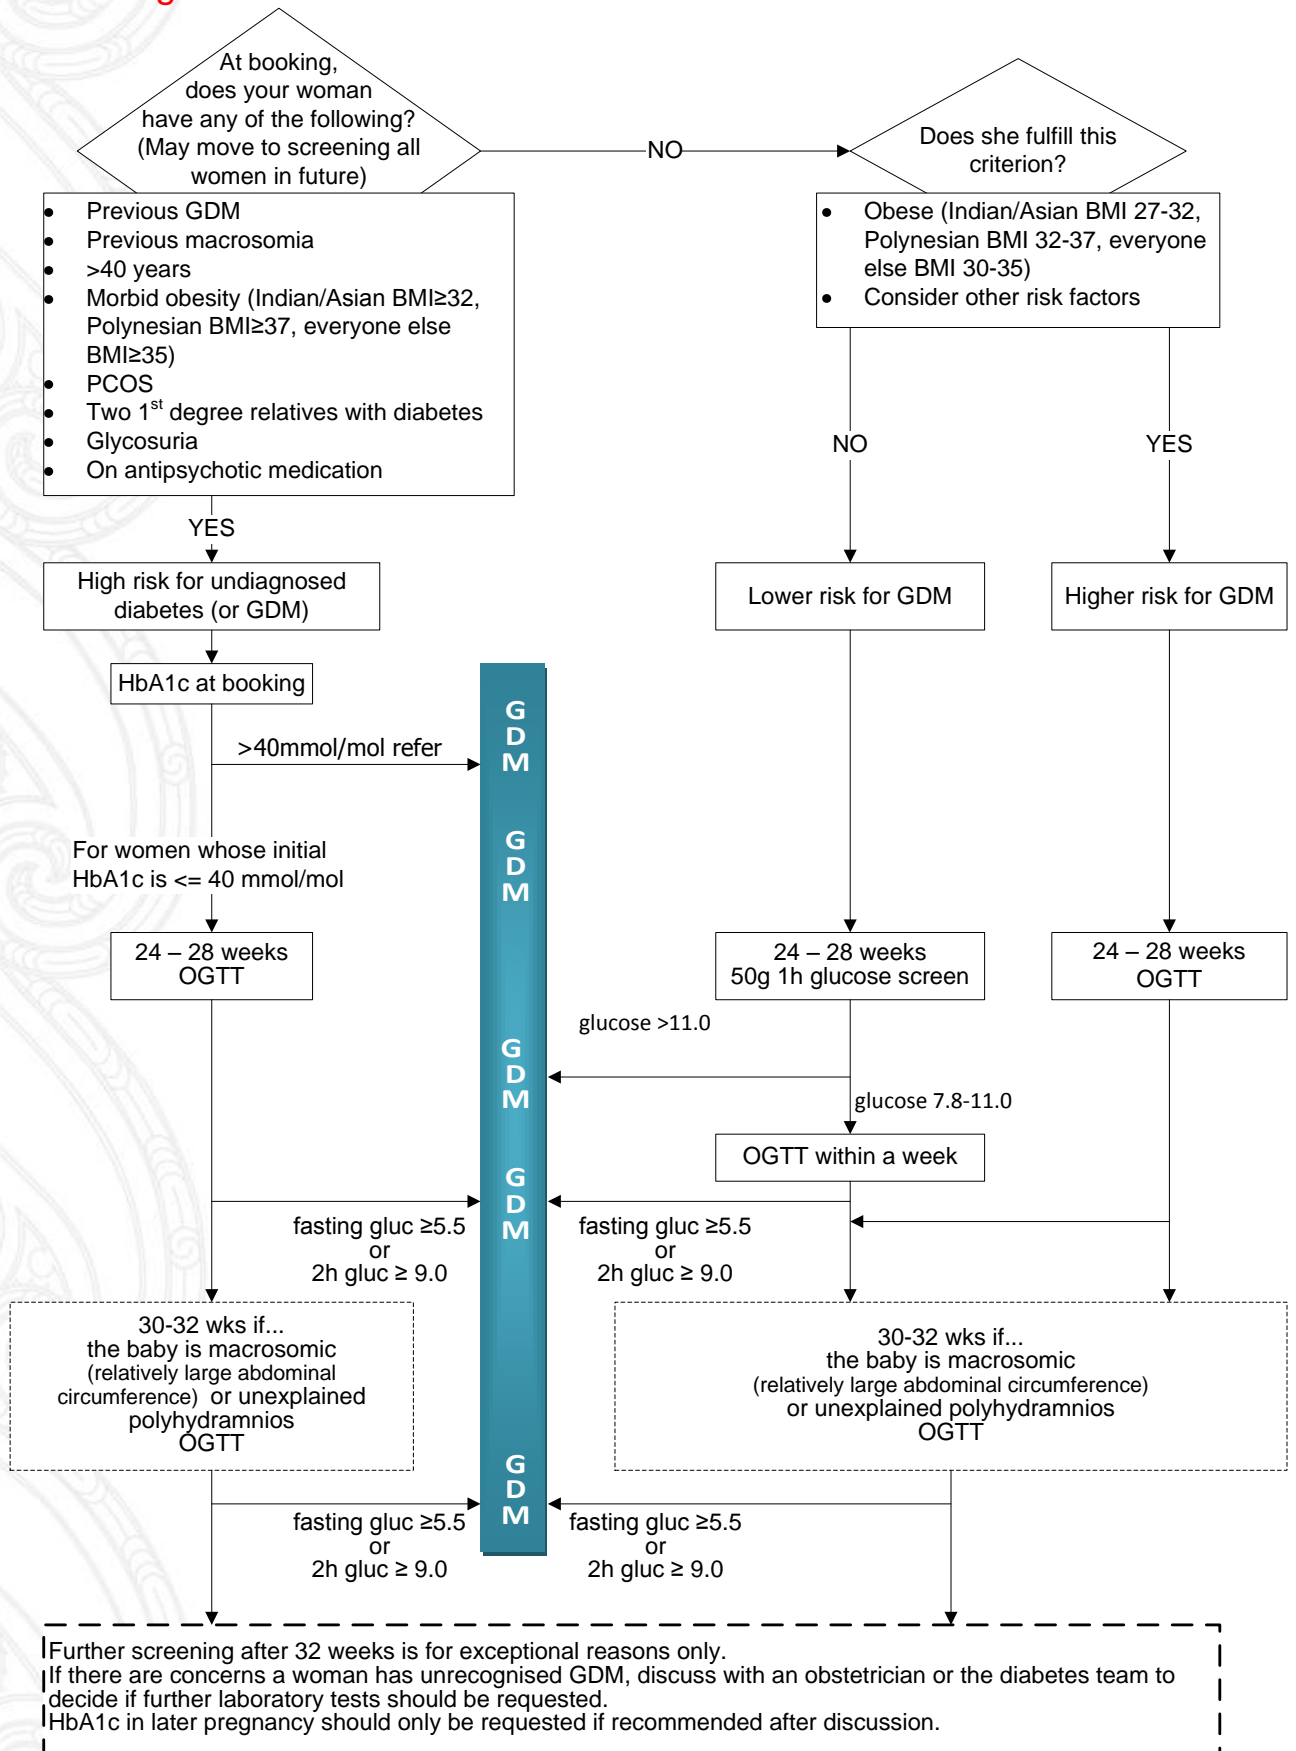 At booking,
does your woman
have any of the following?
(May move to screening all
women in future)
NO
Does she fulfill this
criterion?
• Previous GDM
• Previous macrosomia
• >40 years
• Morbid obesity (Indian/Asian BMI≥32,
Polynesian BMI≥37, everyone else
BMI≥35)
• PCOS
• Two 1st degree relatives with diabetes
• Glycosuria
• On antipsychotic medication
• Obese (Indian/Asian BMI 27-32,
Polynesian BMI 32-37, everyone
else BMI 30-35)
• Consider other risk factors
NO
YES
YES
High risk for undiagnosed
diabetes (or GDM)
Lower risk for GDM
Higher risk for GDM
HbA1c at booking
GDM
>40mmol/mol refer
GDM
For women whose initial
HbA1c is <= 40 mmol/mol
24 – 28 weeks
OGTT
24 – 28 weeks
50g 1h glucose screen
24 – 28 weeks
OGTT
glucose >11.0
GDM
glucose 7.8-11.0
OGTT within a week
GDM
fasting gluc ≥5.5
or
2h gluc ≥ 9.0
fasting gluc ≥5.5
or
2h gluc ≥ 9.0
30-32 wks if...
the baby is macrosomic
(relatively large abdominal
circumference) or unexplained
polyhydramnios
OGTT
30-32 wks if...
the baby is macrosomic
(relatively large abdominal circumference)
or unexplained polyhydramnios
OGTT
GDM
fasting gluc ≥5.5
or
2h gluc ≥ 9.0
fasting gluc ≥5.5
or
2h gluc ≥ 9.0
Further screening after 32 weeks is for exceptional reasons only.
If there are concerns a woman has unrecognised GDM, discuss with an obstetrician or the diabetes team to
decide if further laboratory tests should be requested.
HbA1c in later pregnancy should only be requested if recommended after discussion.